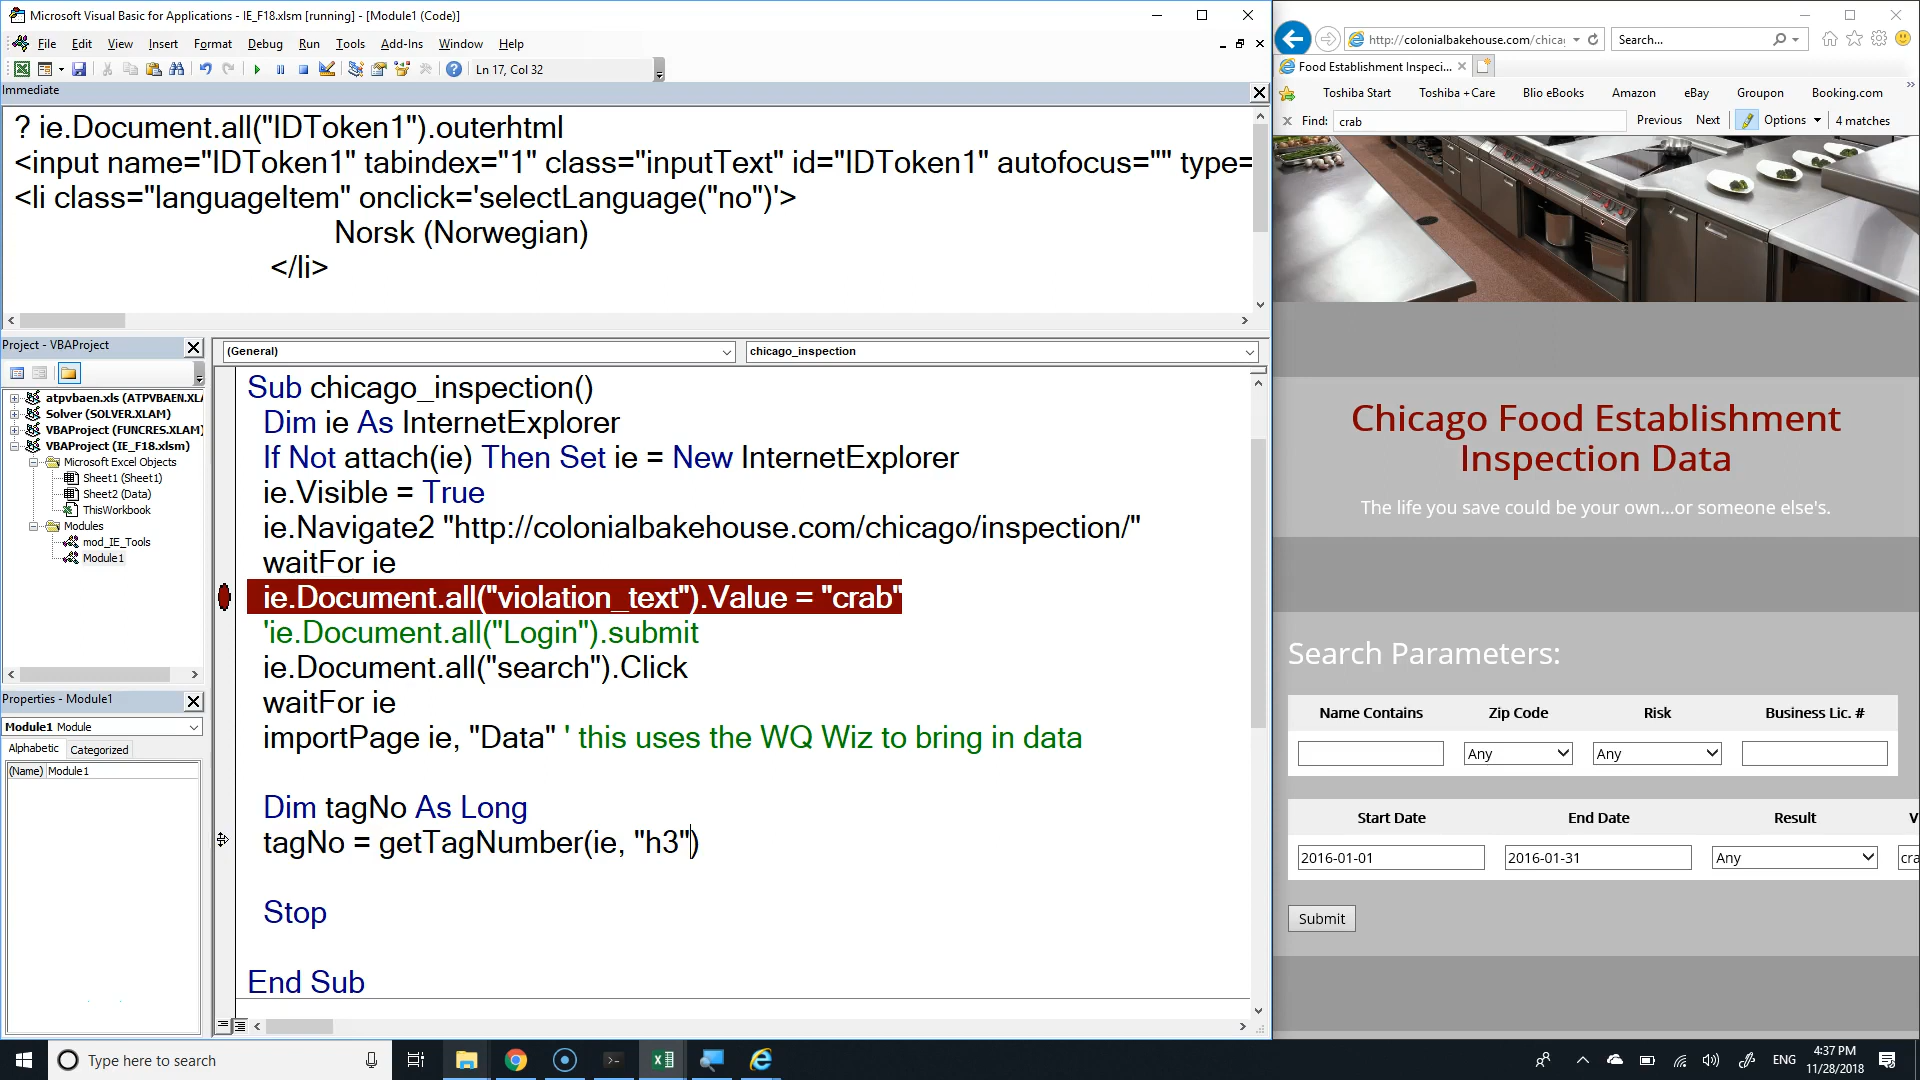 Microsoft Visual Basic for Applications - IE_F18.xlsm [running] - [Module1 (Code)]
File Edit View Insert Format Debug Run Tools Add-Ins Window Help
Ln 17, Col 32
Immediate
? ie.Document.all("IDToken1").outerhtml
<input name="IDToken1" tabindex="1" class="inputText" id="IDToken1" autofocus="" type=
<li class="languageItem" onclick='selectLanguage("no")'>
Norsk (Norwegian)
</li>
Project - VBAProject
atpvbaen.xls (ATPVBAEN.XLA
Solver (SOLVER.XLAM)
VBAProject (FUNCRES.XLAM)
VBAProject (IE_F18.xlsm)
Microsoft Excel Objects
Sheet1 (Sheet1)
Sheet2 (Data)
ThisWorkbook
Modules
mod_IE_Tools
Module1
Properties - Module1
Module1 Module
Alphabetic Categorized
(Name) Module1
(General) chicago_inspection
Sub chicago_inspection()
Dim ie As InternetExplorer
If Not attach(ie) Then Set ie = New InternetExplorer
ie.Visible = True
ie.Navigate2 "http://colonialbakehouse.com/chicago/inspection/"
waitFor ie
ie.Document.all("violation_text").Value = "crab"
'ie.Document.all("Login").submit
ie.Document.all("search").Click
waitFor ie
importPage ie, "Data" ' this uses the WQ Wiz to bring in data
Dim tagNo As Long
tagNo = getTagNumber(ie, "h3")
Stop
End Sub
http://colonialbakehouse.com/chica Search...
Food Establishment Inspeci...
Toshiba Start Toshiba +Care Blio eBooks Amazon eBay Groupon Booking.com
Find: crab Previous Next Options 4 matches
Chicago Food Establishment
Inspection Data
The life you save could be your own...or someone else's.
Search Parameters:
Name Contains Zip Code Risk Business Lic. #
Any Any
Start Date End Date Result V
2016-01-01 2016-01-31 Any cra
Submit
Type here to search
ENG
4:37 PM
11/28/2018